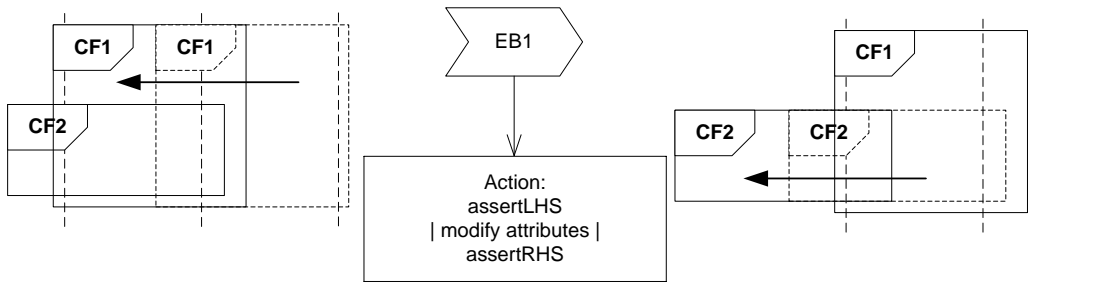 CF1
CF1
CF2
EB1
Action:
assertLHS
| modify attributes |
assertRHS
CF1
CF2
CF2